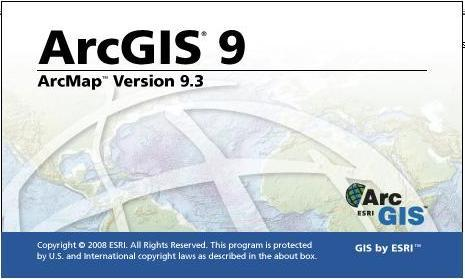 ArcGIS® 9
ArcMap™ Version 9.3
Arc
ESRI GIS™
Copyright © 2008 ESRI. All Rights Reserved. This program is protected
by U.S. and International copyright laws as described in the about box.
GIS by ESRI™